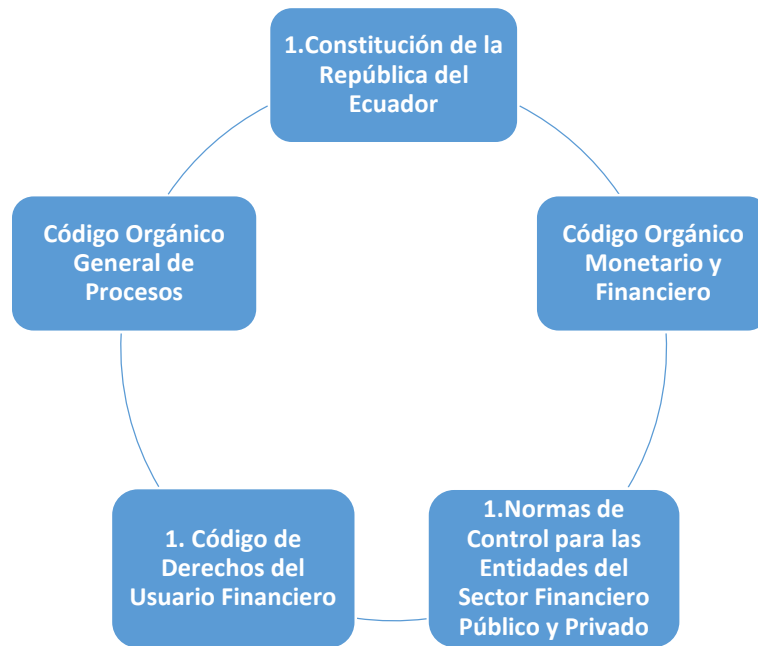 1.Constitución de la
República del
Ecuador
Código Orgánico
General de
Procesos
Código Orgánico
Monetario y
Financiero
1. Código de
Derechos del
Usuario Financiero
1.Normas de
Control para las
Entidades del
Sector Financiero
Público y Privado